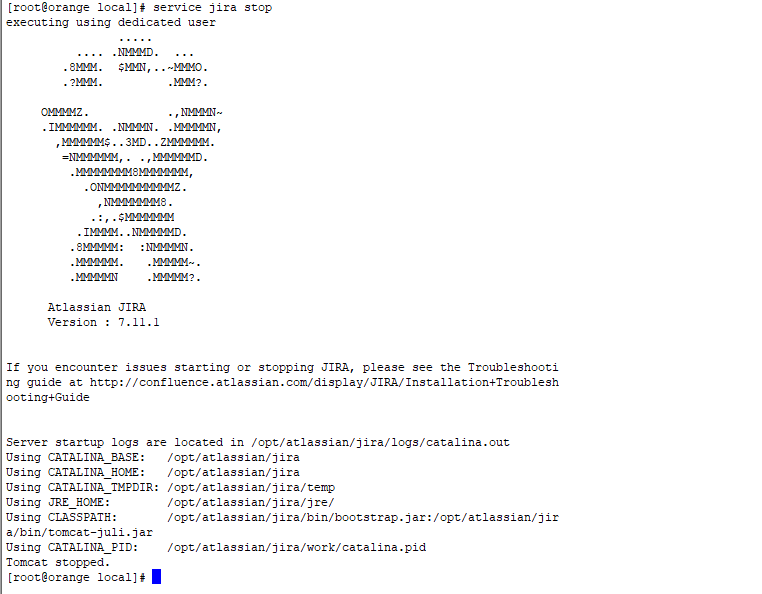 [root@orange local]# service jira stop
executing using dedicated user
                .....
          .... .NMMMD.  ...
        .8MMM.  $MMN,..~MMMO.
        .?MMM.         .MMM?.

     OMMMMZ.           .,NMMMN~
     .IMMMMMM. .NMMMN. .MMMMMN,
       ,MMMMMM$..3MD..ZMMMMMM.
        =NMMMMMM,. .,MMMMMMD.
         .MMMMMMMM8MMMMMMM,
           .ONMMMMMMMMMMZ.
             ,NMMMMMMM8.
            .:,.$MMMMMMM
          .IMMMM..NMMMMMD.
         .8MMMMM:  :NMMMMN.
         .MMMMMM.   .MMMMM~.
         .MMMMMN    .MMMMM?.

      Atlassian JIRA
      Version : 7.11.1

If you encounter issues starting or stopping JIRA, please see the Troubleshooti
ng guide at http://confluence.atlassian.com/display/JIRA/Installation+Troublesh
ooting+Guide

Server startup logs are located in /opt/atlassian/jira/logs/catalina.out
Using CATALINA_BASE:   /opt/atlassian/jira
Using CATALINA_HOME:   /opt/atlassian/jira
Using CATALINA_TMPDIR: /opt/atlassian/jira/temp
Using JRE_HOME:        /opt/atlassian/jira/jre/
Using CLASSPATH:       /opt/atlassian/jira/bin/bootstrap.jar:/opt/atlassian/jir
a/bin/tomcat-juli.jar
Using CATALINA_PID:    /opt/atlassian/jira/work/catalina.pid
Tomcat stopped.
[root@orange local]#